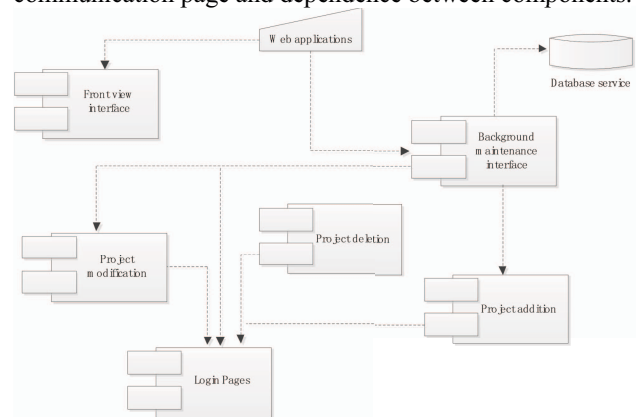 communication page and dependence between components.
Web applications
Database service
Front view
interface
Background
maintenance
interface
Project deletion
Project
modification
Project addition
Login Pages